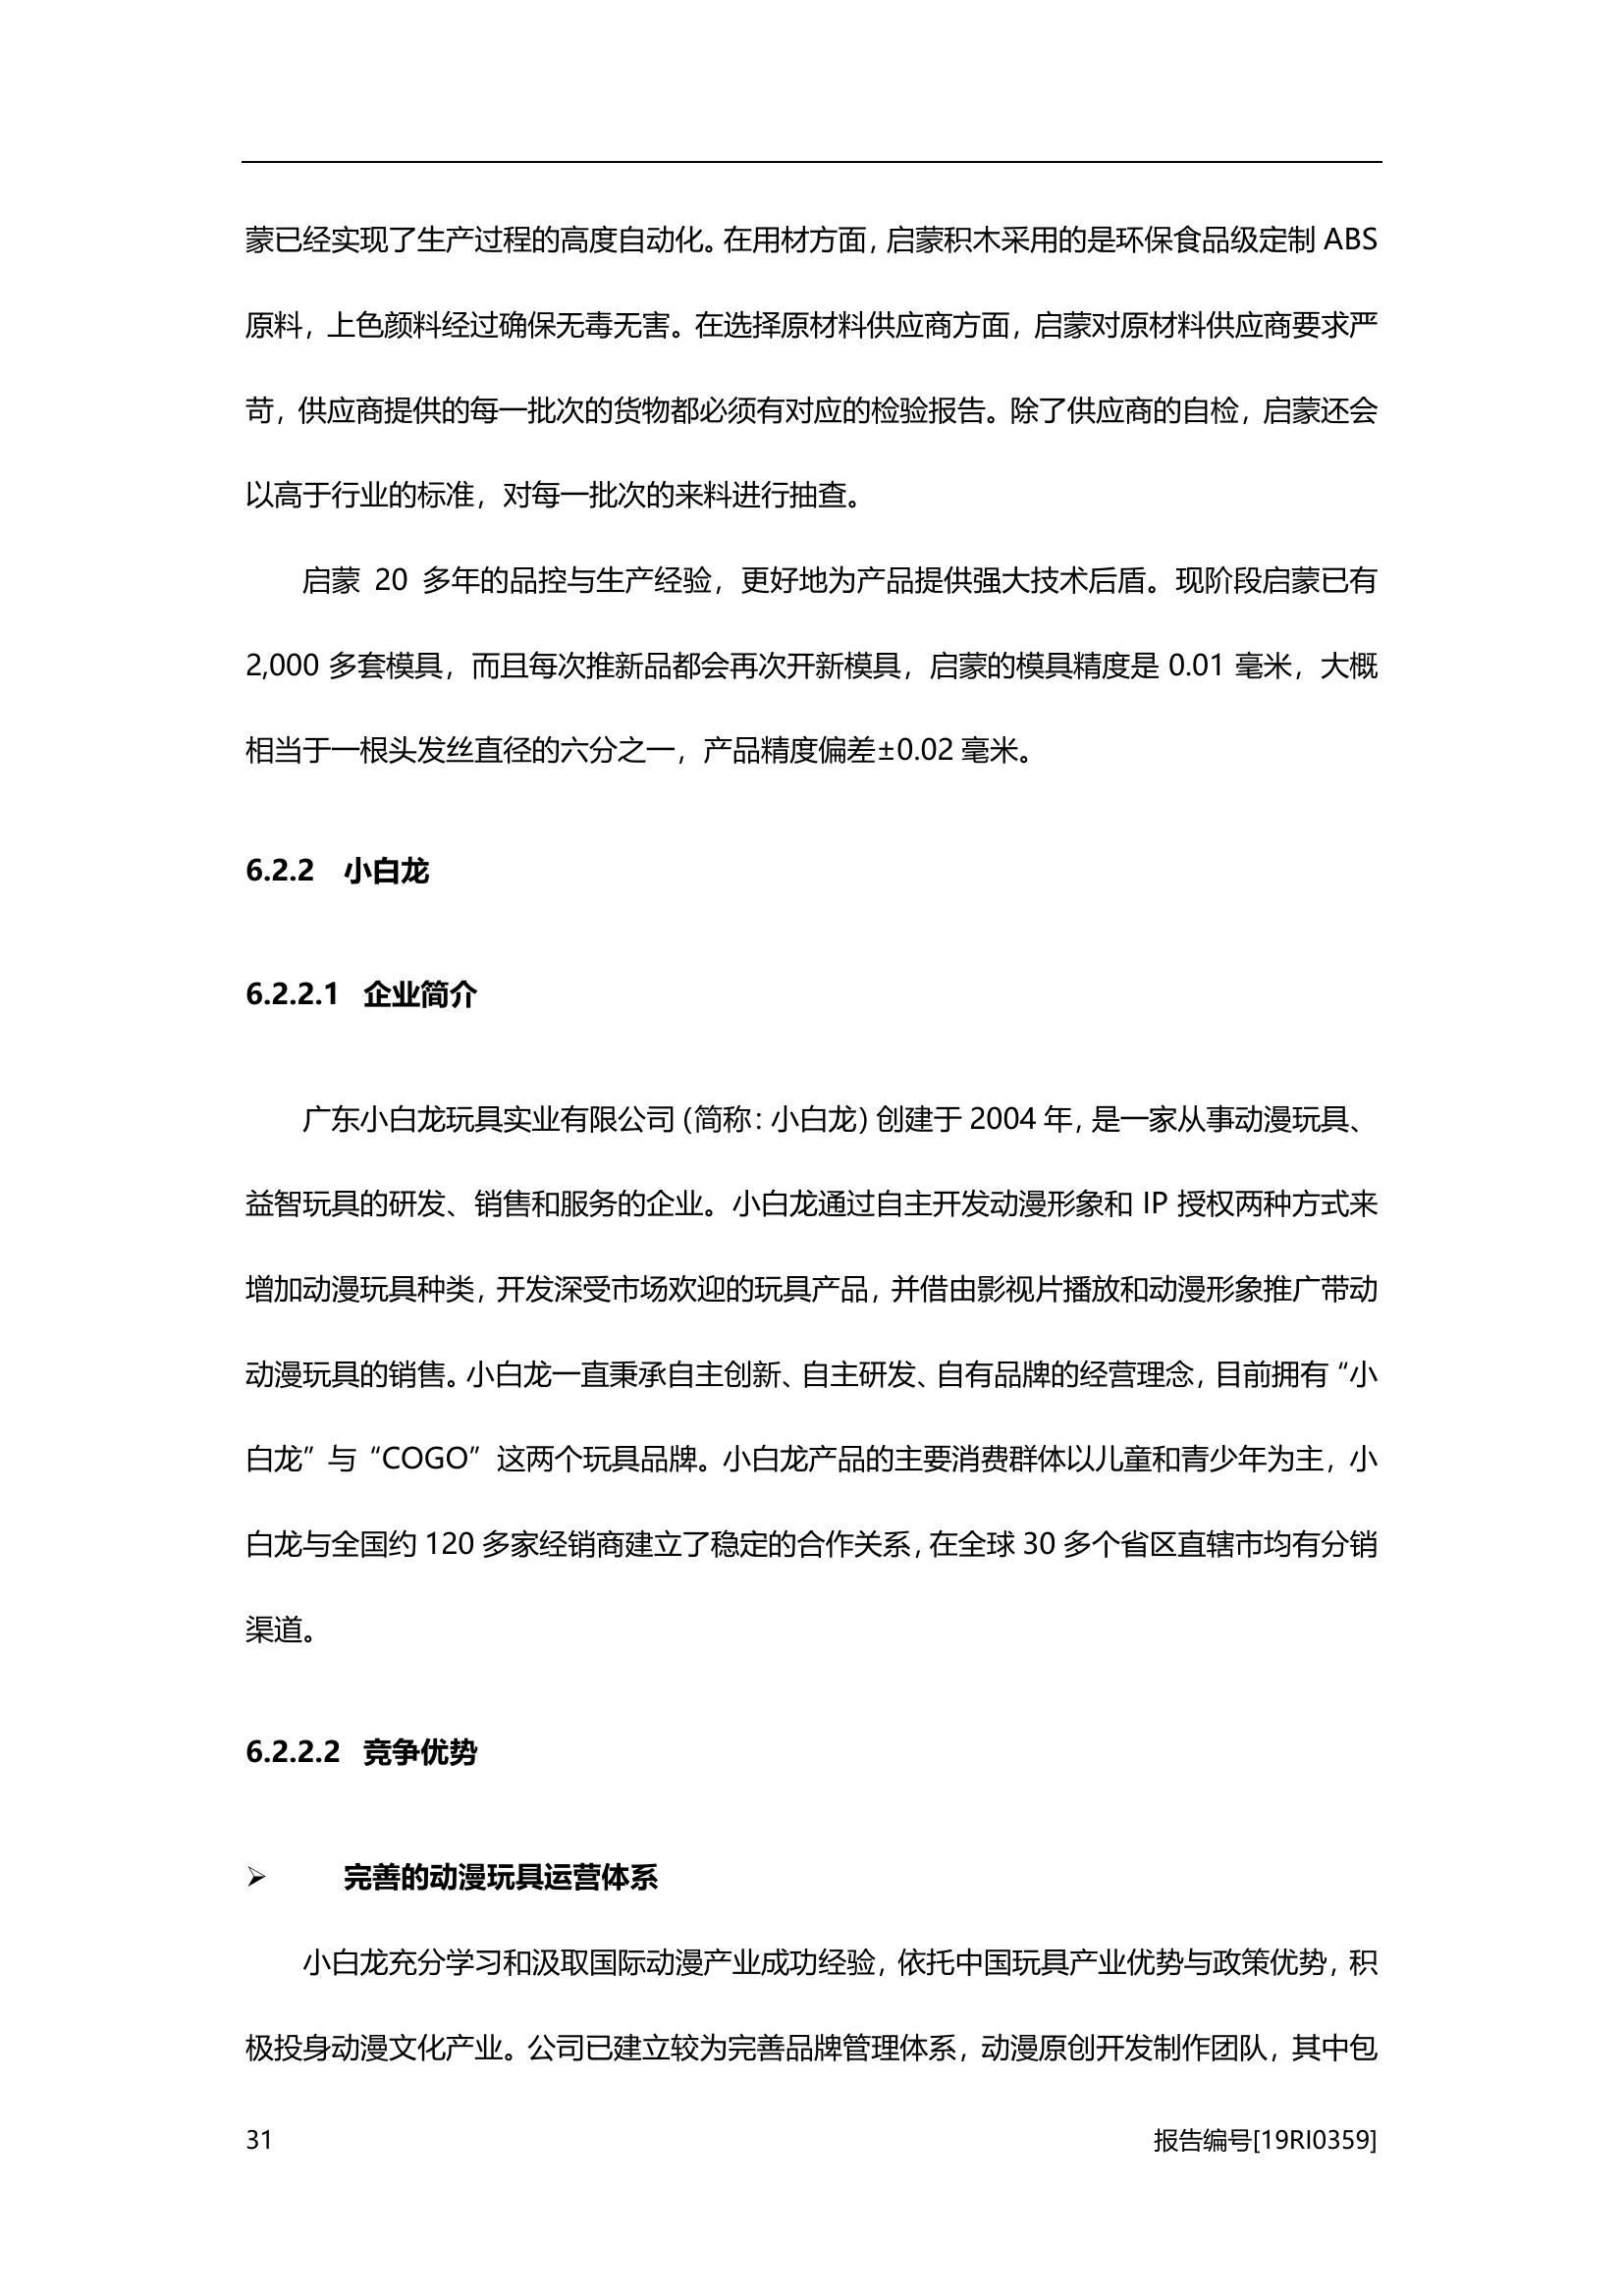 蒙已经实现了生产过程的高度自动化。在用材方面，启蒙积木采用的是环保食品级定制 ABS
原料，上色颜料经过确保无毒无害。在选择原材料供应商方面，启蒙对原材料供应商要求严
苛，供应商提供的每一批次的货物都必须有对应的检验报告。除了供应商的自检，启蒙还会
以高于行业的标准，对每一批次的来料进行抽查。
启蒙 20 多年的品控与生产经验，更好地为产品提供强大技术后盾。现阶段启蒙已有
2,000 多套模具，而且每次推新品都会再次开新模具，启蒙的模具精度是 0.01 毫米，大概
相当于一根头发丝直径的六分之一，产品精度偏差±0.02 毫米。
6.2.2 小白龙
6.2.2.1 企业简介
广东小白龙玩具实业有限公司（简称：小白龙）创建于 2004 年，是一家从事动漫玩具、
益智玩具的研发、销售和服务的企业。小白龙通过自主开发动漫形象和 IP 授权两种方式来
增加动漫玩具种类，开发深受市场欢迎的玩具产品，并借由影视片播放和动漫形象推广带动
动漫玩具的销售。小白龙一直秉承自主创新、自主研发、自有品牌的经营理念，目前拥有“小
白龙”与“COGO”这两个玩具品牌。小白龙产品的主要消费群体以儿童和青少年为主，小
白龙与全国约 120 多家经销商建立了稳定的合作关系，在全球 30 多个省区直辖市均有分销
渠道。
6.2.2.2 竞争优势
➢ 完善的动漫玩具运营体系
小白龙充分学习和汲取国际动漫产业成功经验，依托中国玩具产业优势与政策优势，积
极投身动漫文化产业。公司已建立较为完善品牌管理体系，动漫原创开发制作团队，其中包
31 报告编号[19RI0359]